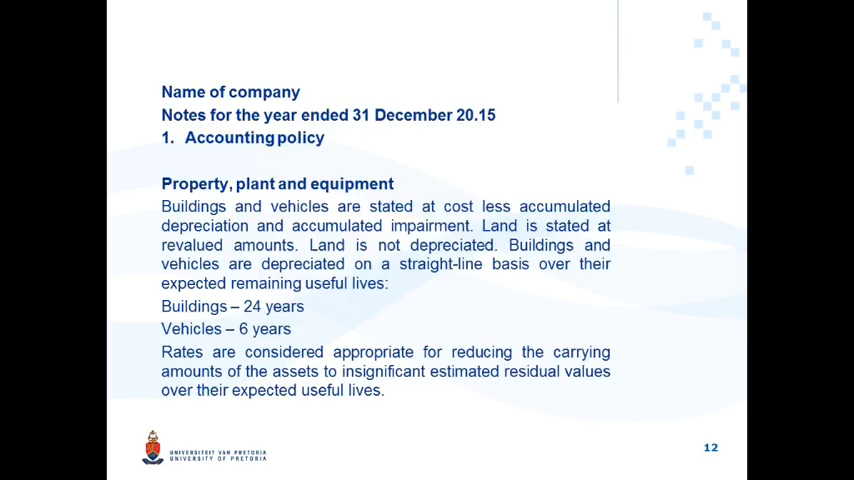 Name of company
Notes for the year ended 31 December 20.15
1. Accounting policy
Property, plant and equipment
Buildings and vehicles are stated at cost less accumulated
depreciation and accumulated impairment. Land is stated at
revalued amounts. Land is not depreciated. Buildings and
vehicles are depreciated on a straight-line basis over their
expected remaining useful lives:
Buildings – 24 years
Vehicles – 6 years
Rates are considered appropriate for reducing the carrying
amounts of the assets to insignificant estimated residual values
over their expected useful lives.
UNIVERSITEIT VAN PRETORIA
UNIVERSITY OF PRETORIA
12